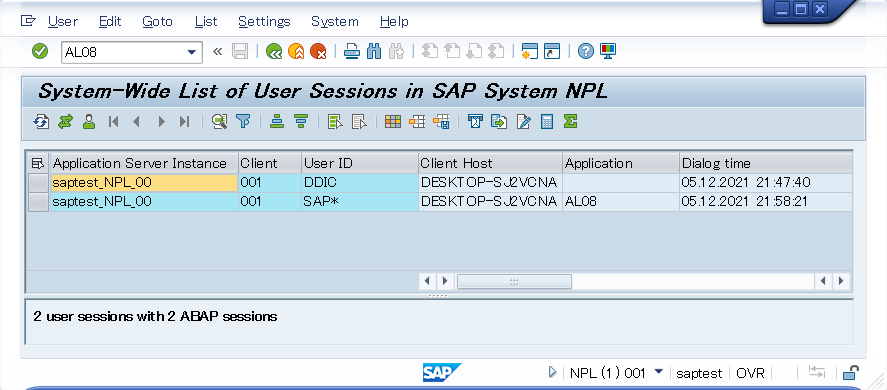 User Edit Goto List Settings System Help
AL08
System-Wide List of User Sessions in SAP System NPL
Application Server Instance Client User ID Client Host Application Dialog time
saptest_NPL_00 001 DDIC DESKTOP-SJ2VCNA 05.12.2021 21:47:40
saptest_NPL_00 001 SAP* DESKTOP-SJ2VCNA AL08 05.12.2021 21:58:21
2 user sessions with 2 ABAP sessions
SAP NPL (1) 001 saptest OVR